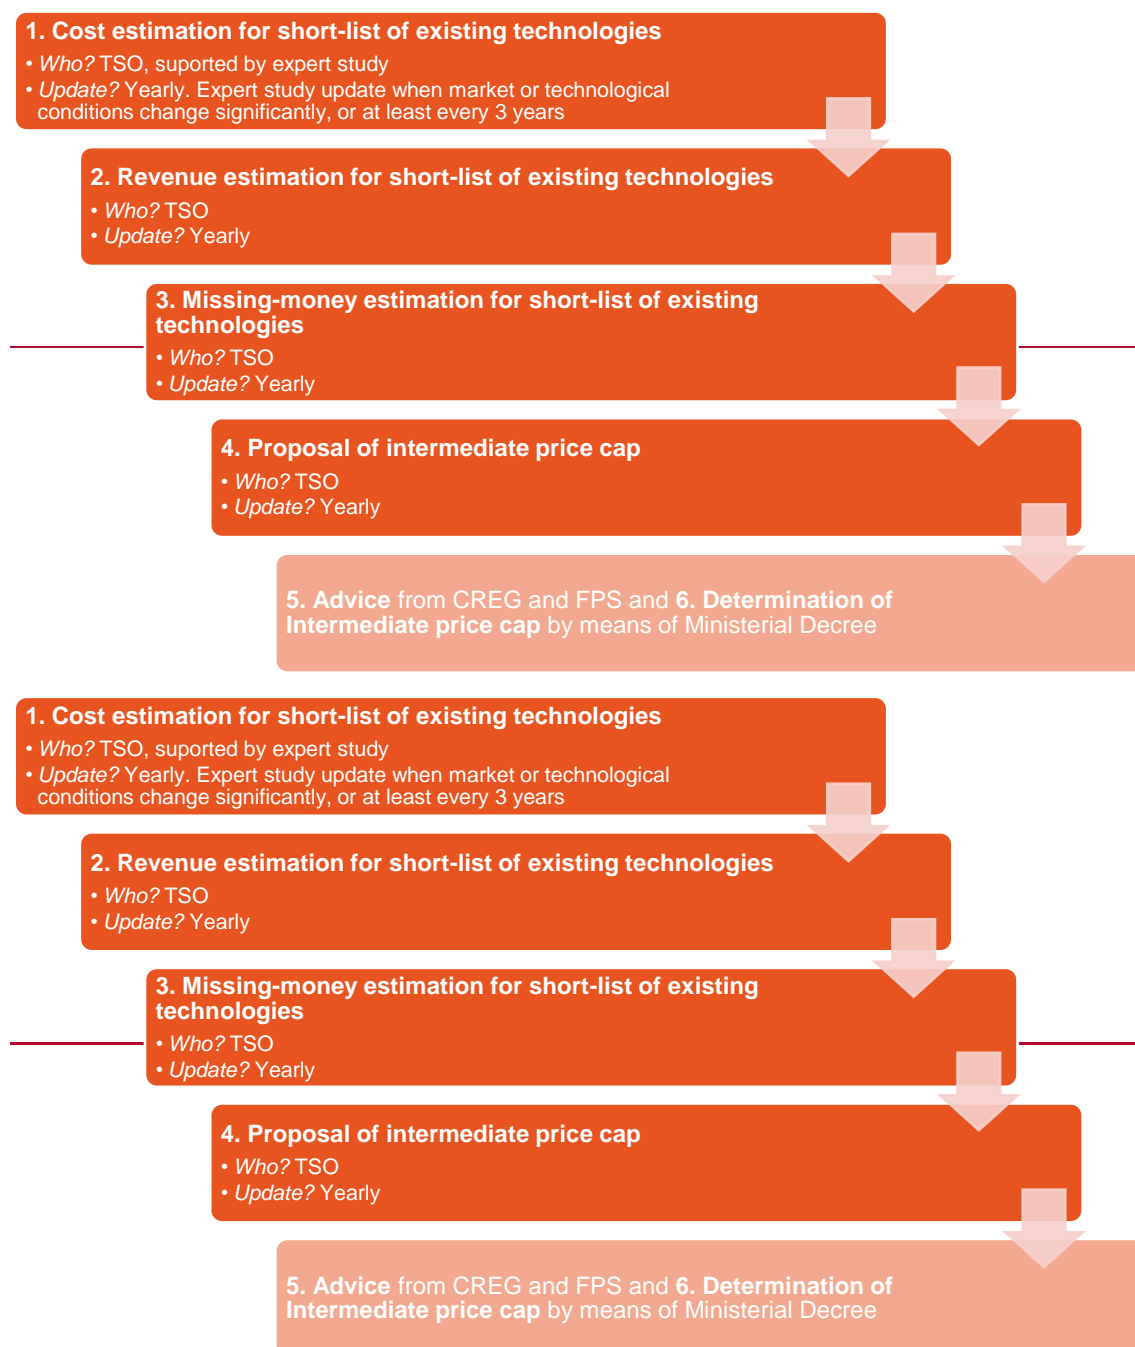 1. Cost estimation for short-list of existing technologies
• Who? TSO, suported by expert study
• Update? Yearly. Expert study update when market or technological
conditions change significantly, or at least every 3 years
2. Revenue estimation for short-list of existing technologies
• Who? TSO
• Update? Yearly
3. Missing-money estimation for short-list of existing
technologies
• Who? TSO
• Update? Yearly
4. Proposal of intermediate price cap
• Who? TSO
• Update? Yearly
5. Advice from CREG and FPS and 6. Determination of
Intermediate price cap by means of Ministerial Decree
1. Cost estimation for short-list of existing technologies
• Who? TSO, suported by expert study
• Update? Yearly. Expert study update when market or technological
conditions change significantly, or at least every 3 years
2. Revenue estimation for short-list of existing technologies
• Who? TSO
• Update? Yearly
3. Missing-money estimation for short-list of existing
technologies
• Who? TSO
• Update? Yearly
4. Proposal of intermediate price cap
• Who? TSO
• Update? Yearly
5. Advice from CREG and FPS and 6. Determination of
Intermediate price cap by means of Ministerial Decree